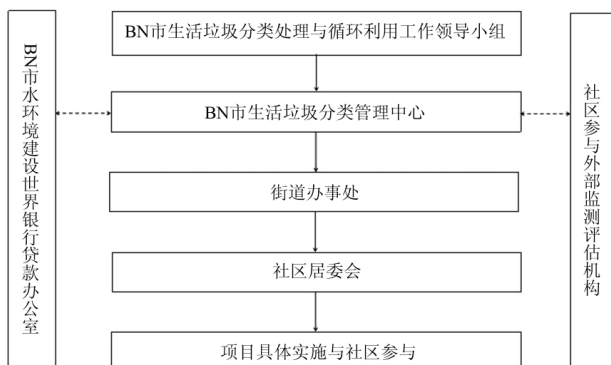 BN市水环境建设世界银行贷款办公室
BN市生活垃圾分类处理与循环利用工作领导小组
BN市生活垃圾分类管理中心
街道办事处
社区居委会
项目具体实施与社区参与
社区参与外部监测评估机构